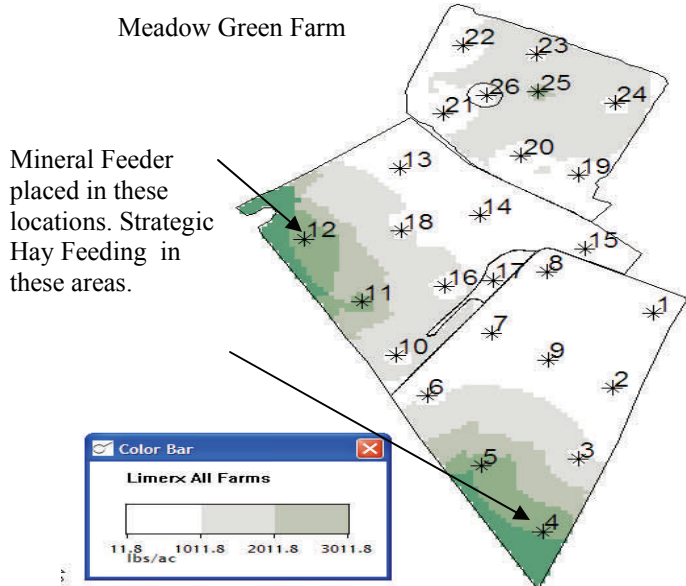 Meadow Green Farm
22
23
26
25
24
21
20
19
Mineral Feeder
placed in these
locations. Strategic
Hay Feeding in
these areas.
13
14
12
18
15
8
16
17
11
1
7
10
9
6
2
3
5
4
Color Bar
Limerx All Farms
11.8 1011.8 2011.8 3011.8
lbs/ac